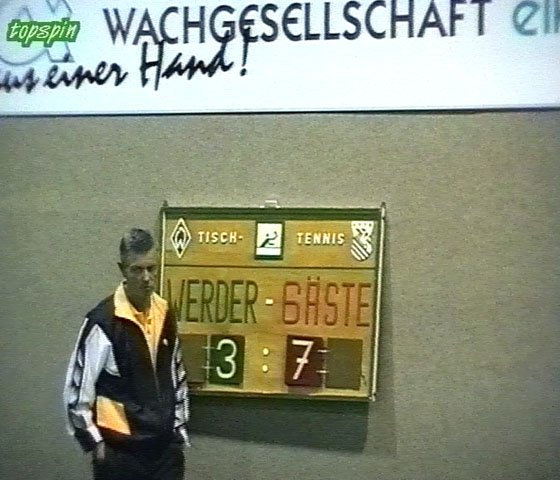 topspin
WACHGESELLSCHAFT
aus einer Hand!
TISCH- TENNIS
WERDER - GÄSTE
3 : 7